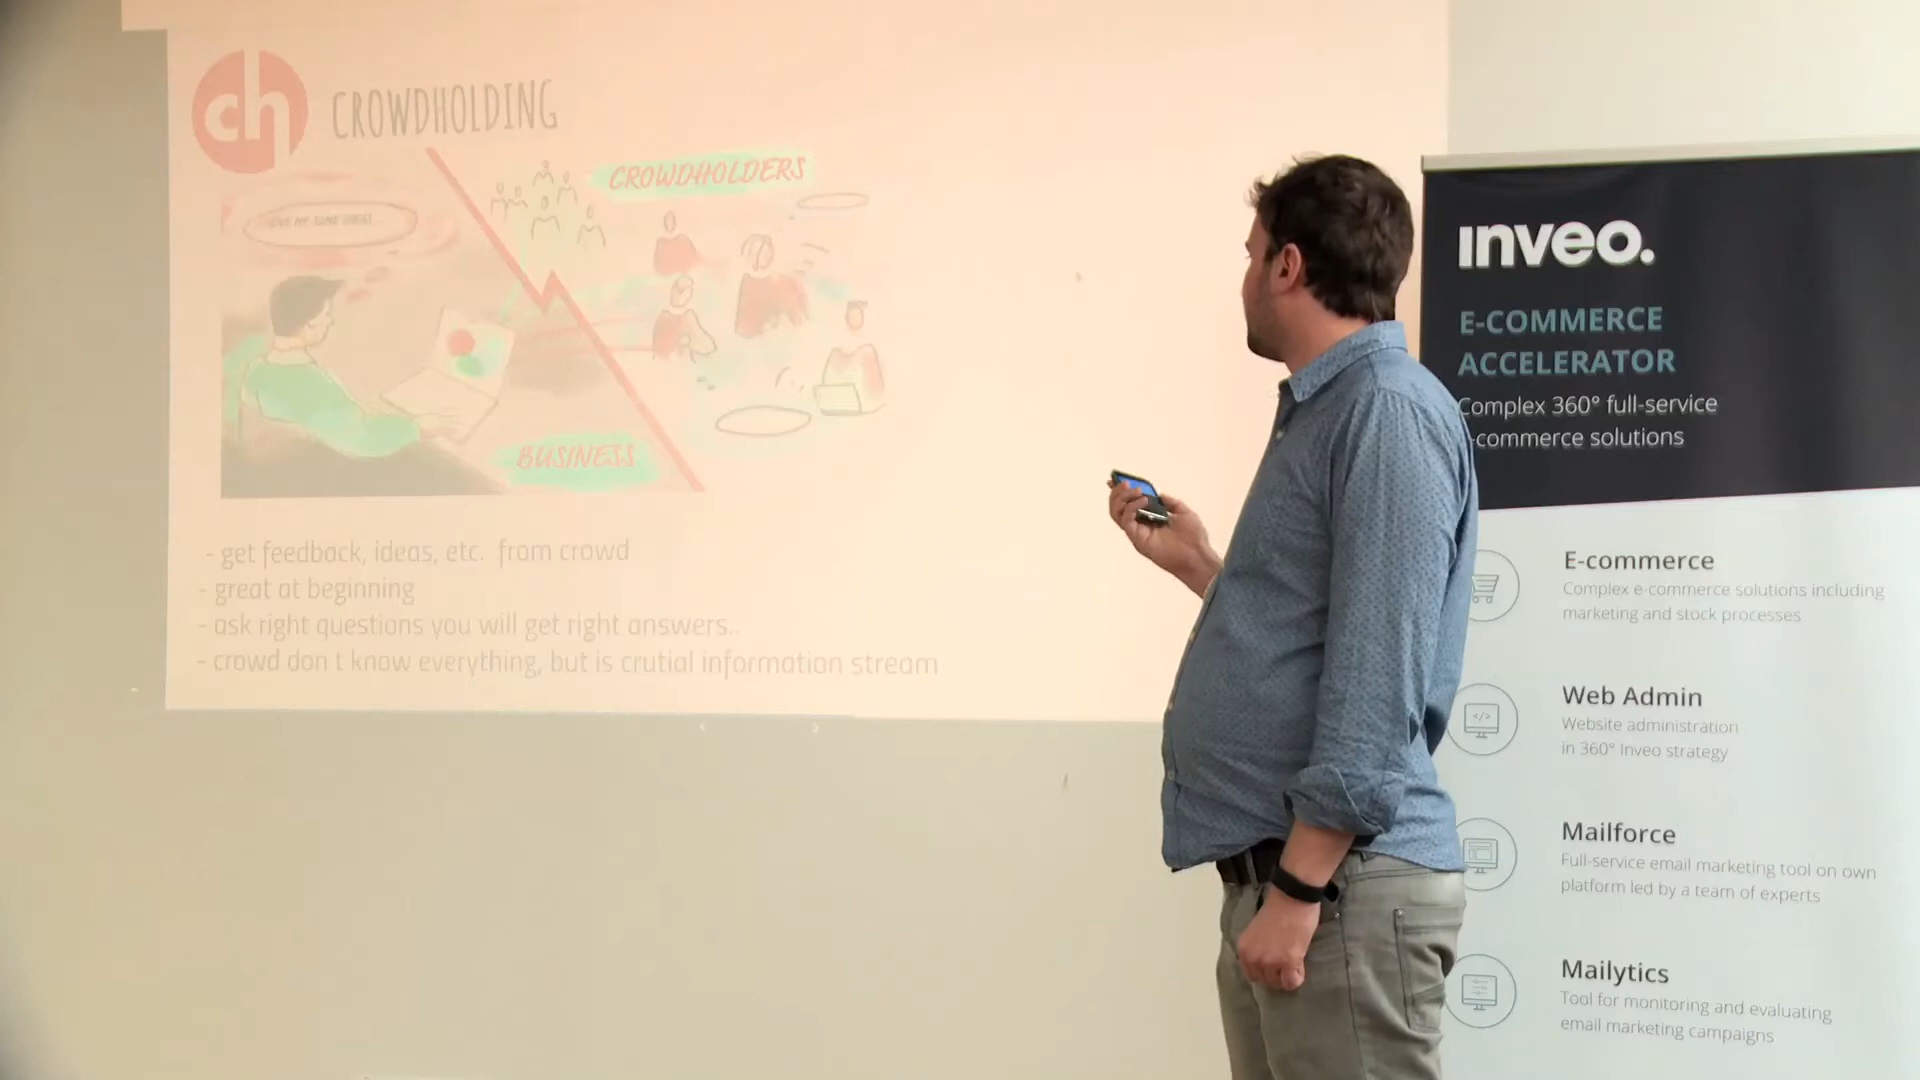 ch CROWDHOLDING
CROWDHOLDERS
GIVE ME SOME IDEAS...
BUSINESS
- get feedback, ideas, etc. from crowd
- great at beginning
- ask right questions you will get right answers..
- crowd don t know everything, but is crutial information stream
inveo.
E-COMMERCE
ACCELERATOR
Complex 360° full-service
-commerce solutions
E-commerce
Complex e-commerce solutions including
marketing and stock processes
Web Admin
Website administration
in 360° Inveo strategy
Mailforce
Full-service email marketing tool on own
platform led by a team of experts
Mailytics
Tool for monitoring and evaluating
email marketing campaigns